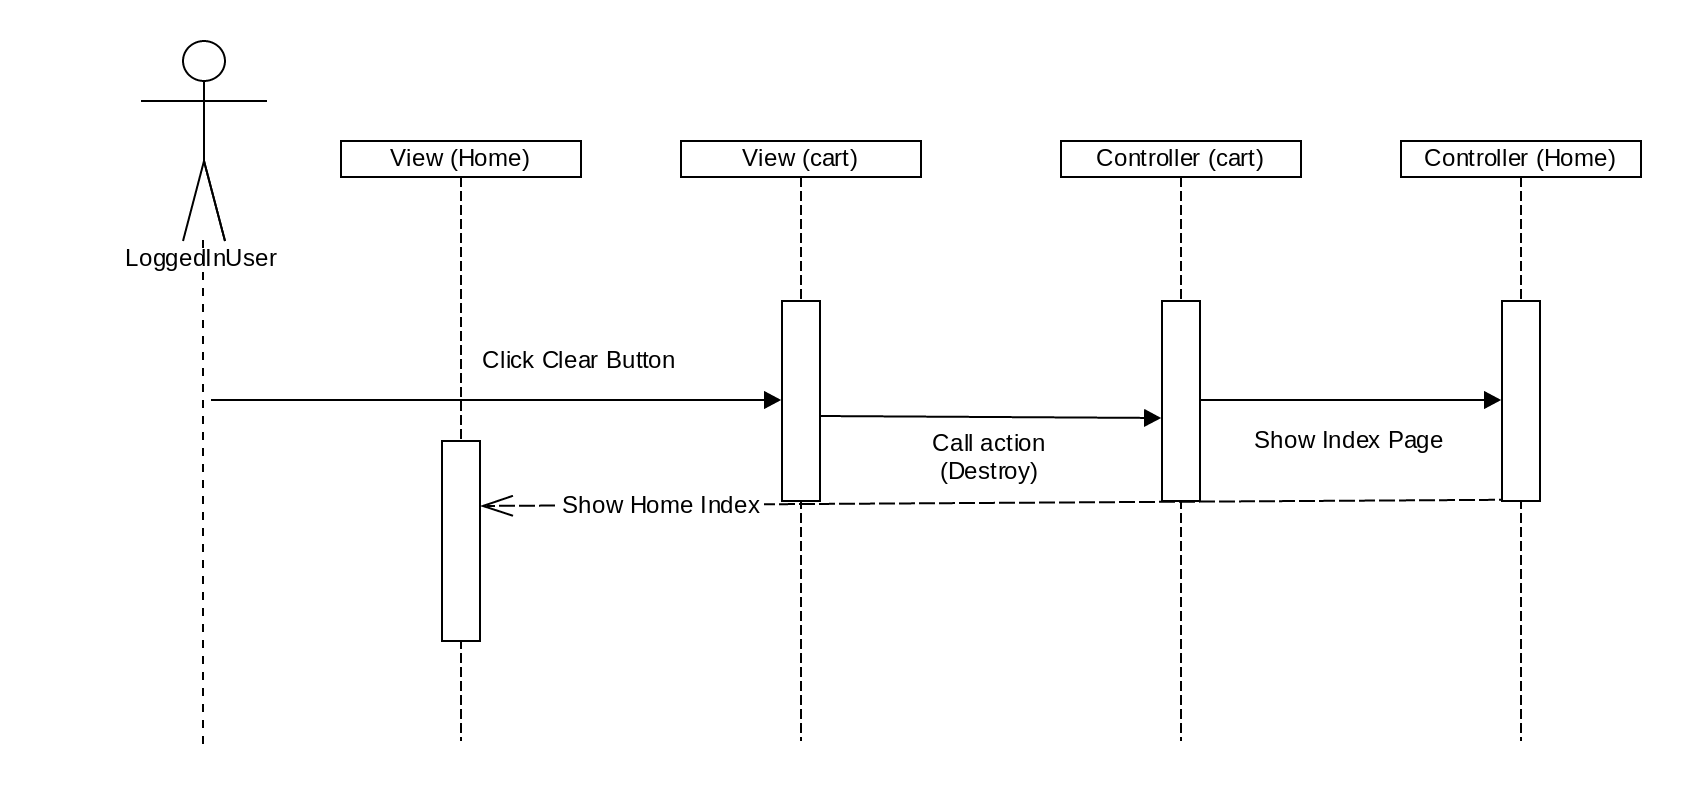 View (Home)
View (cart)
Controller (cart)
Controller (Home)
LoggedInUser
Click Clear Button
Call action
(Destroy)
Show Index Page
Show Home Index